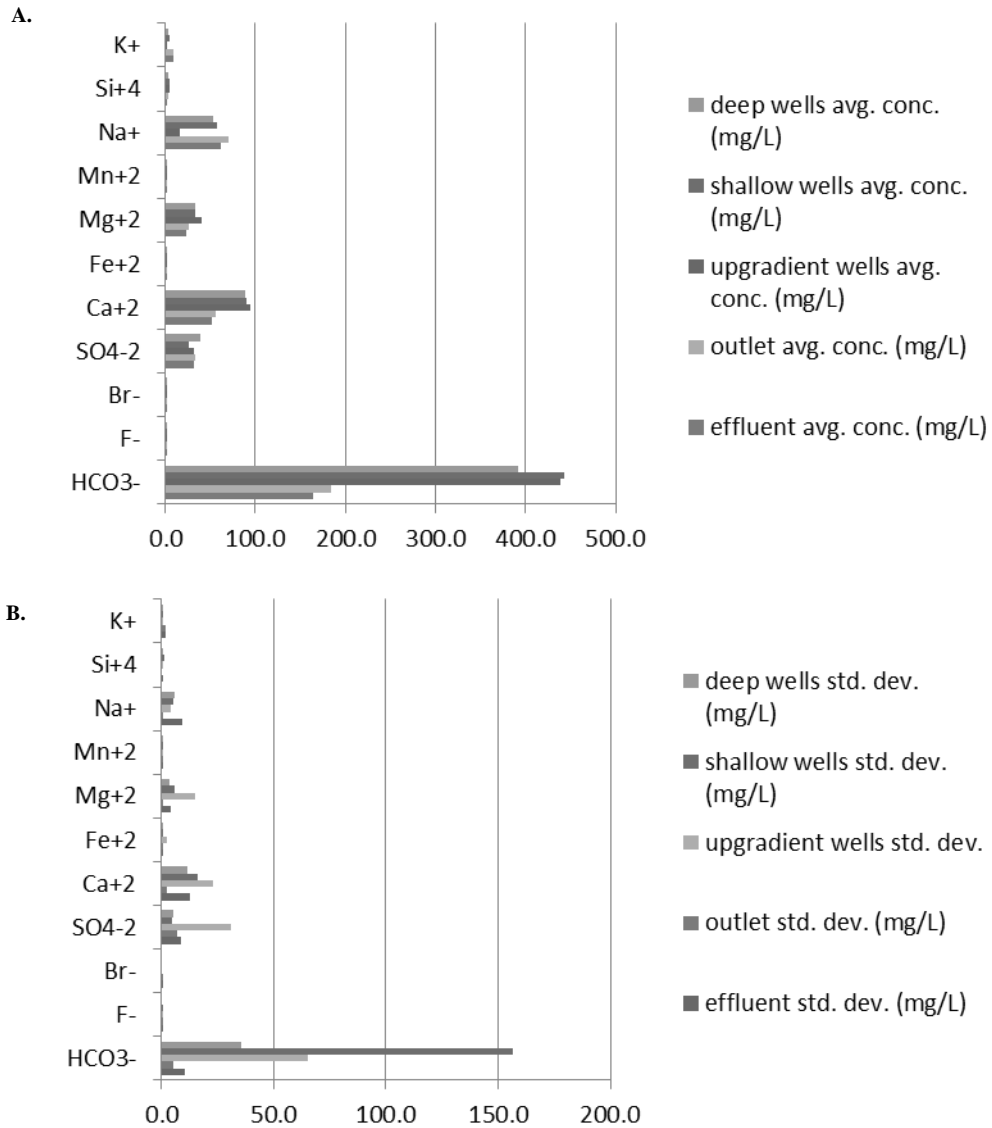 A.
K+
Si+4
Na+
Mn+2
Mg+2
Fe+2
Ca+2
SO4-2
Br-
F-
HCO3-
0.0 100.0 200.0 300.0 400.0 500.0
deep wells avg. conc.
(mg/L)
shallow wells avg. conc.
(mg/L)
upgradient wells avg.
conc. (mg/L)
outlet avg. conc. (mg/L)
effluent avg. conc. (mg/L)
B.
K+
Si+4
Na+
Mn+2
Mg+2
Fe+2
Ca+2
SO4-2
Br-
F-
HCO3-
0.0 50.0 100.0 150.0 200.0
deep wells std. dev.
(mg/L)
shallow wells std. dev.
(mg/L)
upgradient wells std. dev.
outlet std. dev. (mg/L)
effluent std. dev. (mg/L)